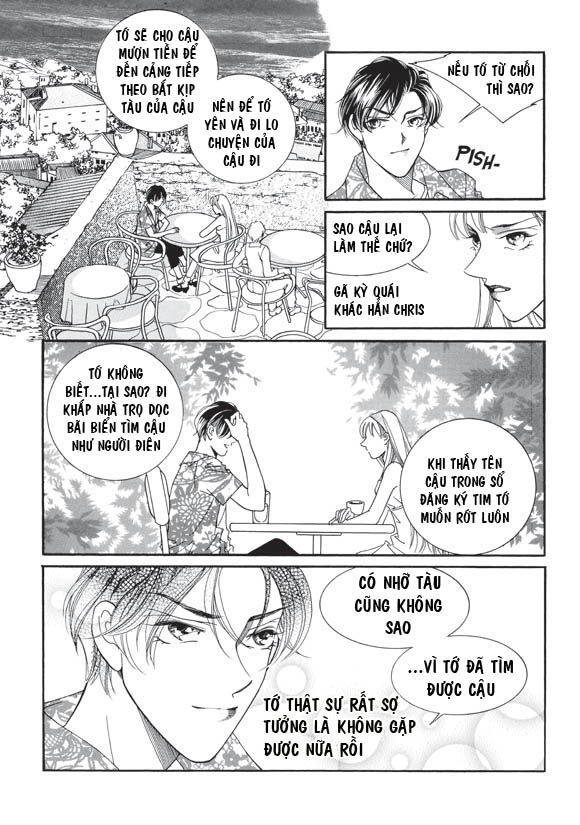 TỚ SẼ CHO CẬU
MƯỢN TIỀN ĐỂ
ĐẾN CẢNG TIẾP
THEO BẮT KỊP
TÀU CỦA CẬU
NÊN ĐỂ TỚ
YÊN VÀ ĐI LO
CHUYỆN CỦA
CẬU ĐI
NẾU TỚ TỪ CHỐI
THÌ SAO?
PISH-
SAO CẬU LẠI
LÀM THẾ CHỨ?
GÃ KỲ QUÁI
KHÁC HẲN CHRIS
TỚ KHÔNG
BIẾT...TẠI SAO? ĐI
KHẮP NHÀ TRỌ DỌC
BÃI BIỂN TÌM CẬU
NHƯ NGƯỜI ĐIÊN
KHI THẤY TÊN
CẬU TRONG SỔ
ĐĂNG KÝ TIM TỚ
MUỐN RỚT LUÔN
CÓ NHỠ TÀU
CŨNG KHÔNG
SAO
...VÌ TỚ ĐÃ TÌM
ĐƯỢC CẬU
TỚ THẬT SỰ RẤT SỢ
TƯỞNG LÀ KHÔNG GẶP
ĐƯỢC NỮA RỒI